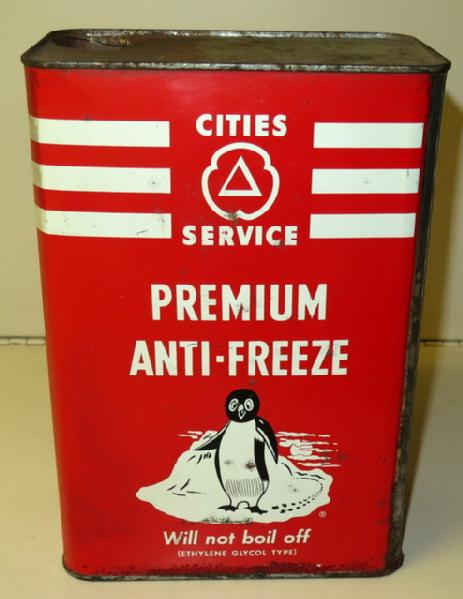 CITIES
SERVICE
PREMIUM
ANTI-FREEZE
®
Will not boil off
(ETHYLENE GLYCOL TYPE)